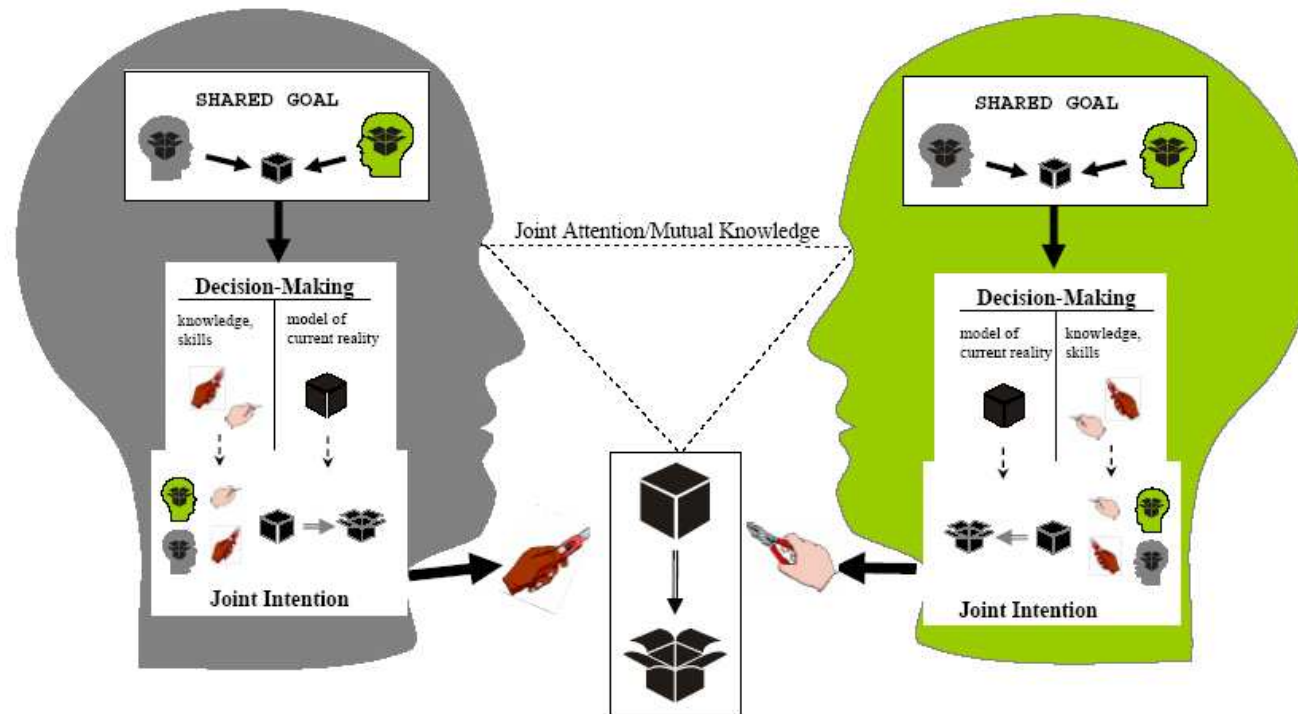 SHARED GOAL
Decision-Making
knowledge,
skills
model of
current reality
Joint Intention
Joint Attention/Mutual Knowledge
SHARED GOAL
Decision-Making
model of
current reality
knowledge,
skills
Joint Intention